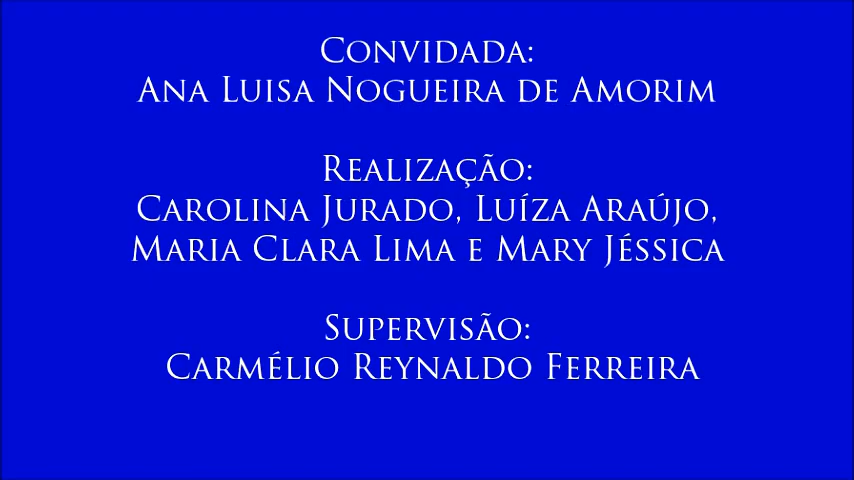 Convidada:
Ana Luisa Nogueira de Amorim
Realização:
Carolina Jurado, Luíza Araújo,
Maria Clara Lima e Mary Jéssica
Supervisão:
Carmélio Reynaldo Ferreira